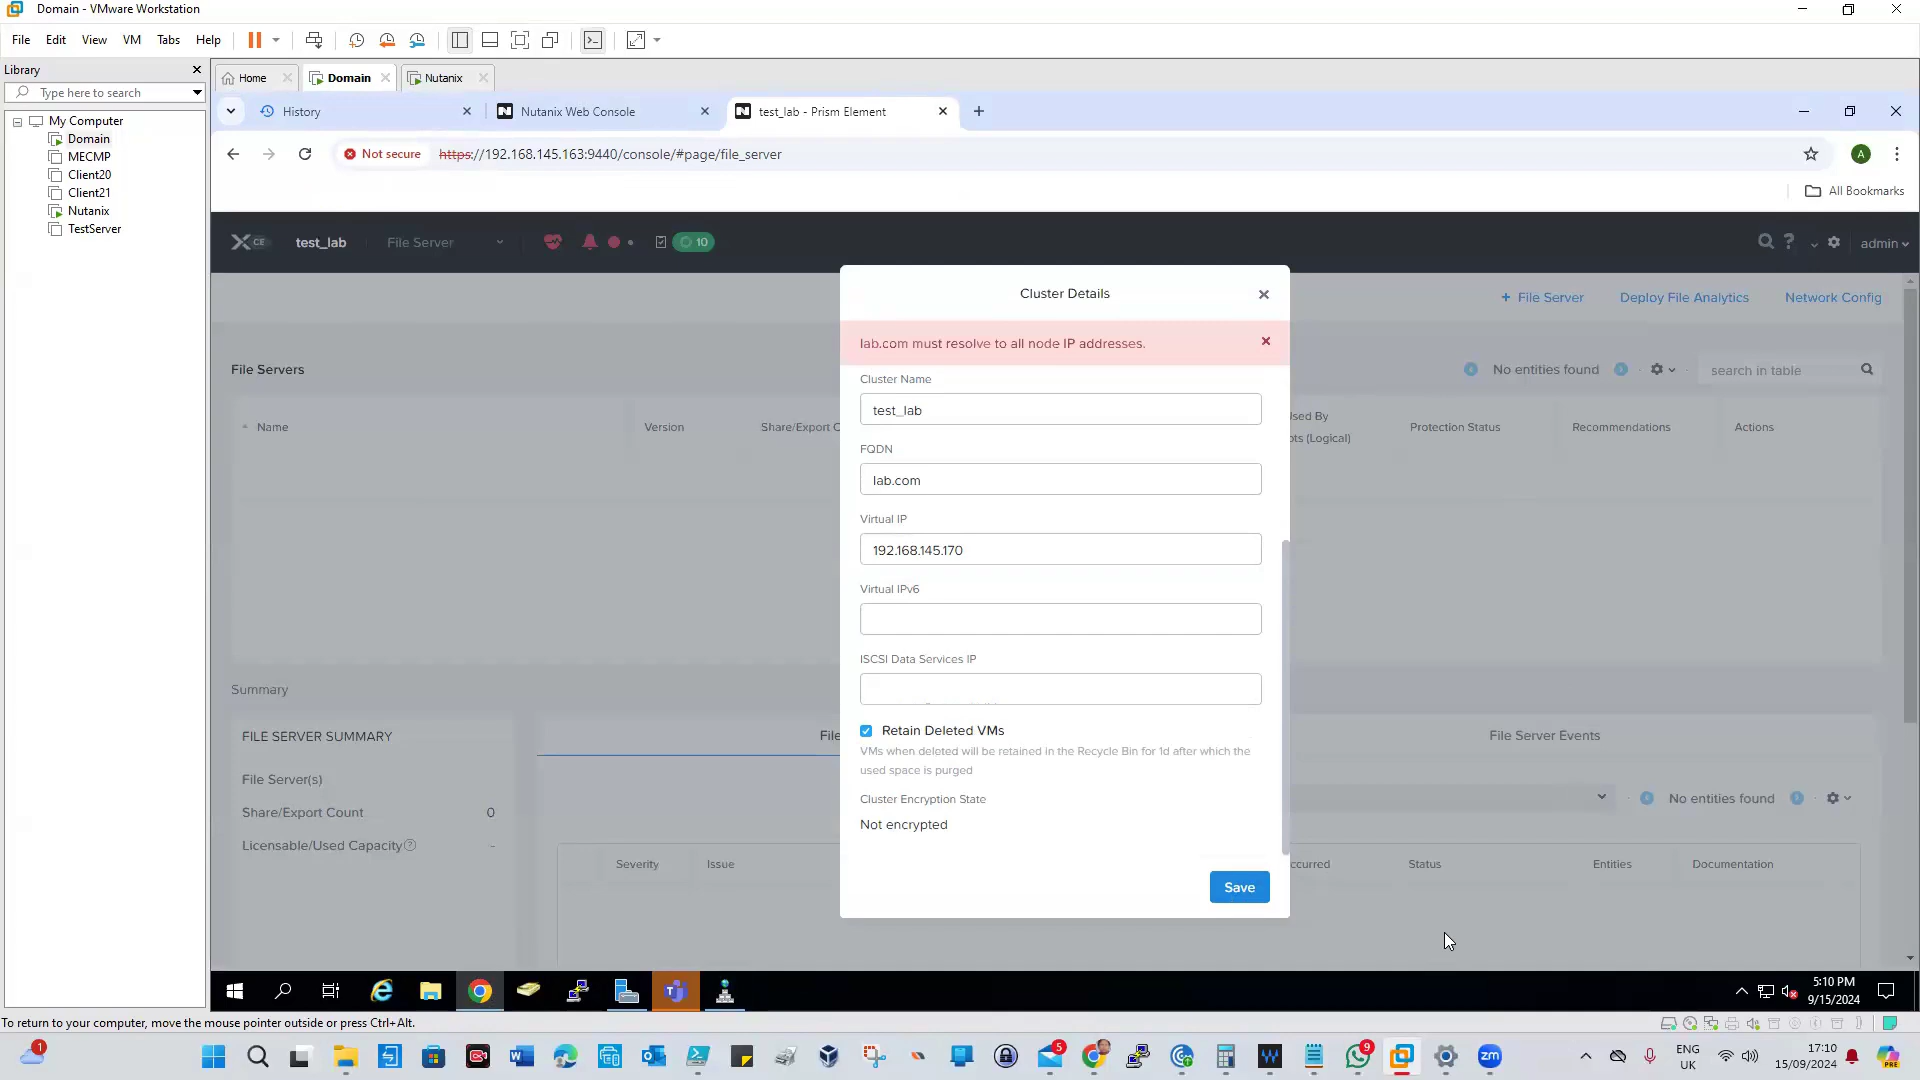 Domain - VMware Workstation
File Edit View VM Tabs Help
Library
Type here to search
My Computer
Domain
MECMP
Client20
Client21
Nutanix
TestServer
Home
Domain
Nutanix
History
Nutanix Web Console
test_lab - Prism Element
Not secure
https://192.168.145.163:9440/console/#page/file_server
A
All Bookmarks
X CE
test_lab
File Server
10
admin
+ File Server
Deploy File Analytics
Network Config
File Servers
No entities found
search in table
Name
Version
Share/Export C
Used By
ots (Logical)
Protection Status
Recommendations
Actions
Cluster Details
lab.com must resolve to all node IP addresses.
Cluster Name
test_lab
FQDN
lab.com
Virtual IP
192.168.145.170
Virtual IPv6
ISCSI Data Services IP
Retain Deleted VMs
VMs when deleted will be retained in the Recycle Bin for 1d after which the
used space is purged
Cluster Encryption State
Not encrypted
Save
Summary
FILE SERVER SUMMARY
File Server(s)
Share/Export Count 0
Licensable/Used Capacity -
File
File Server Events
No entities found
Severity
Issue
ccurred
Status
Entities
Documentation
5:10 PM
9/15/2024
To return to your computer, move the mouse pointer outside or press Ctrl+Alt.
1
5
9
zm
ENG
UK
17:10
15/09/2024
PRE